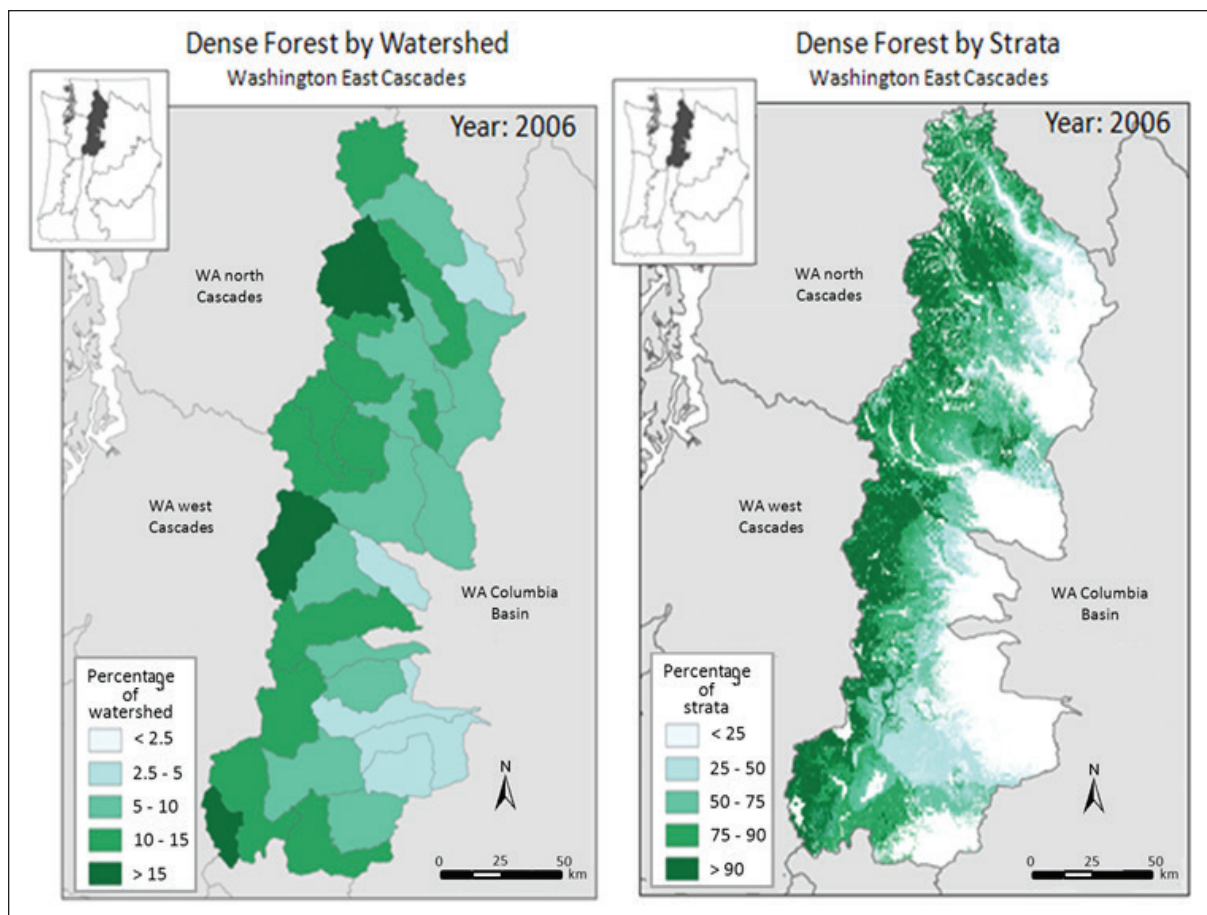 Dense Forest by Watershed
Washington East Cascades
Year: 2006
WA north
Cascades
WA west
Cascades
WA Columbia
Basin
Percentage
of
watershed
< 2.5
2.5 - 5
5 - 10
10 - 15
> 15
N
0 25 50
km
Dense Forest by Strata
Washington East Cascades
Year: 2006
WA north
Cascades
WA west
Cascades
WA Columbia
Basin
Percentage
of
strata
< 25
25 - 50
50 - 75
75 - 90
> 90
N
0 25 50
km